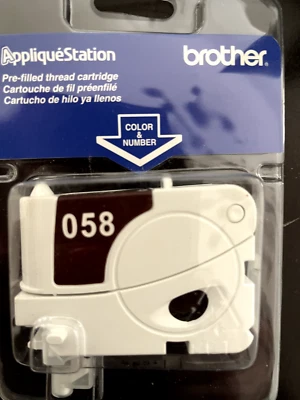 AppliquéStation
brother
Pre-filled thread cartridge
Cartouche de fil préenfilé
Cartucho de hilo ya llenos
COLOR &
NUMBER
058